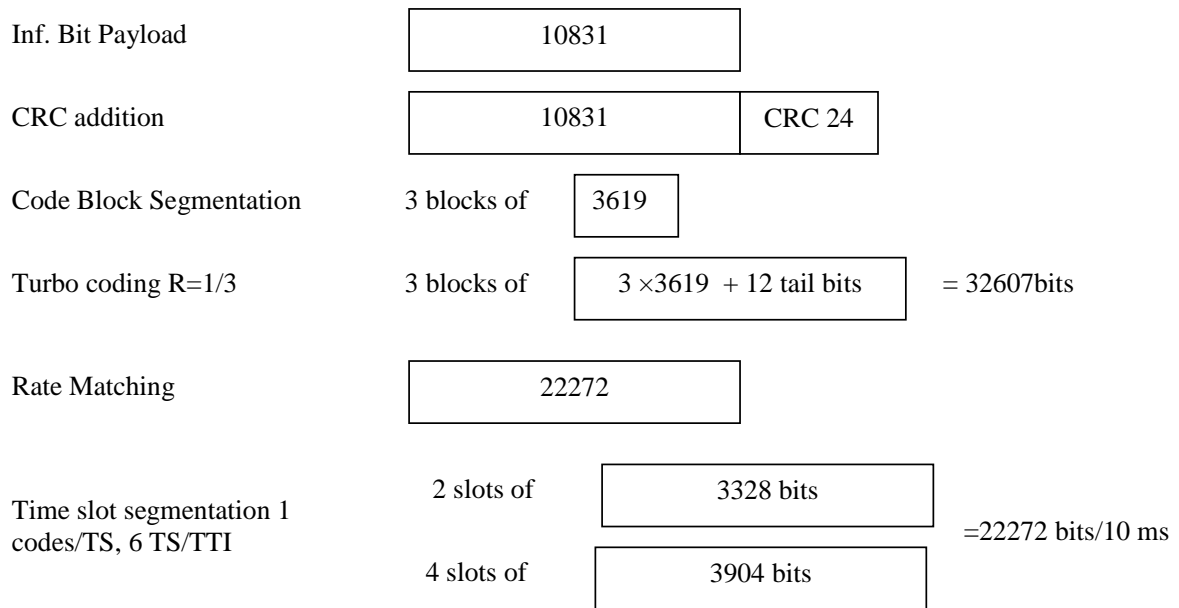 Inf. Bit Payload 10831
CRC addition 10831 CRC 24
Code Block Segmentation 3 blocks of 3619
Turbo coding R=1/3 3 blocks of 3 ×3619 + 12 tail bits = 32607bits
Rate Matching 22272
2 slots of 3328 bits
Time slot segmentation 1
codes/TS, 6 TS/TTI
=22272 bits/10 ms
4 slots of 3904 bits